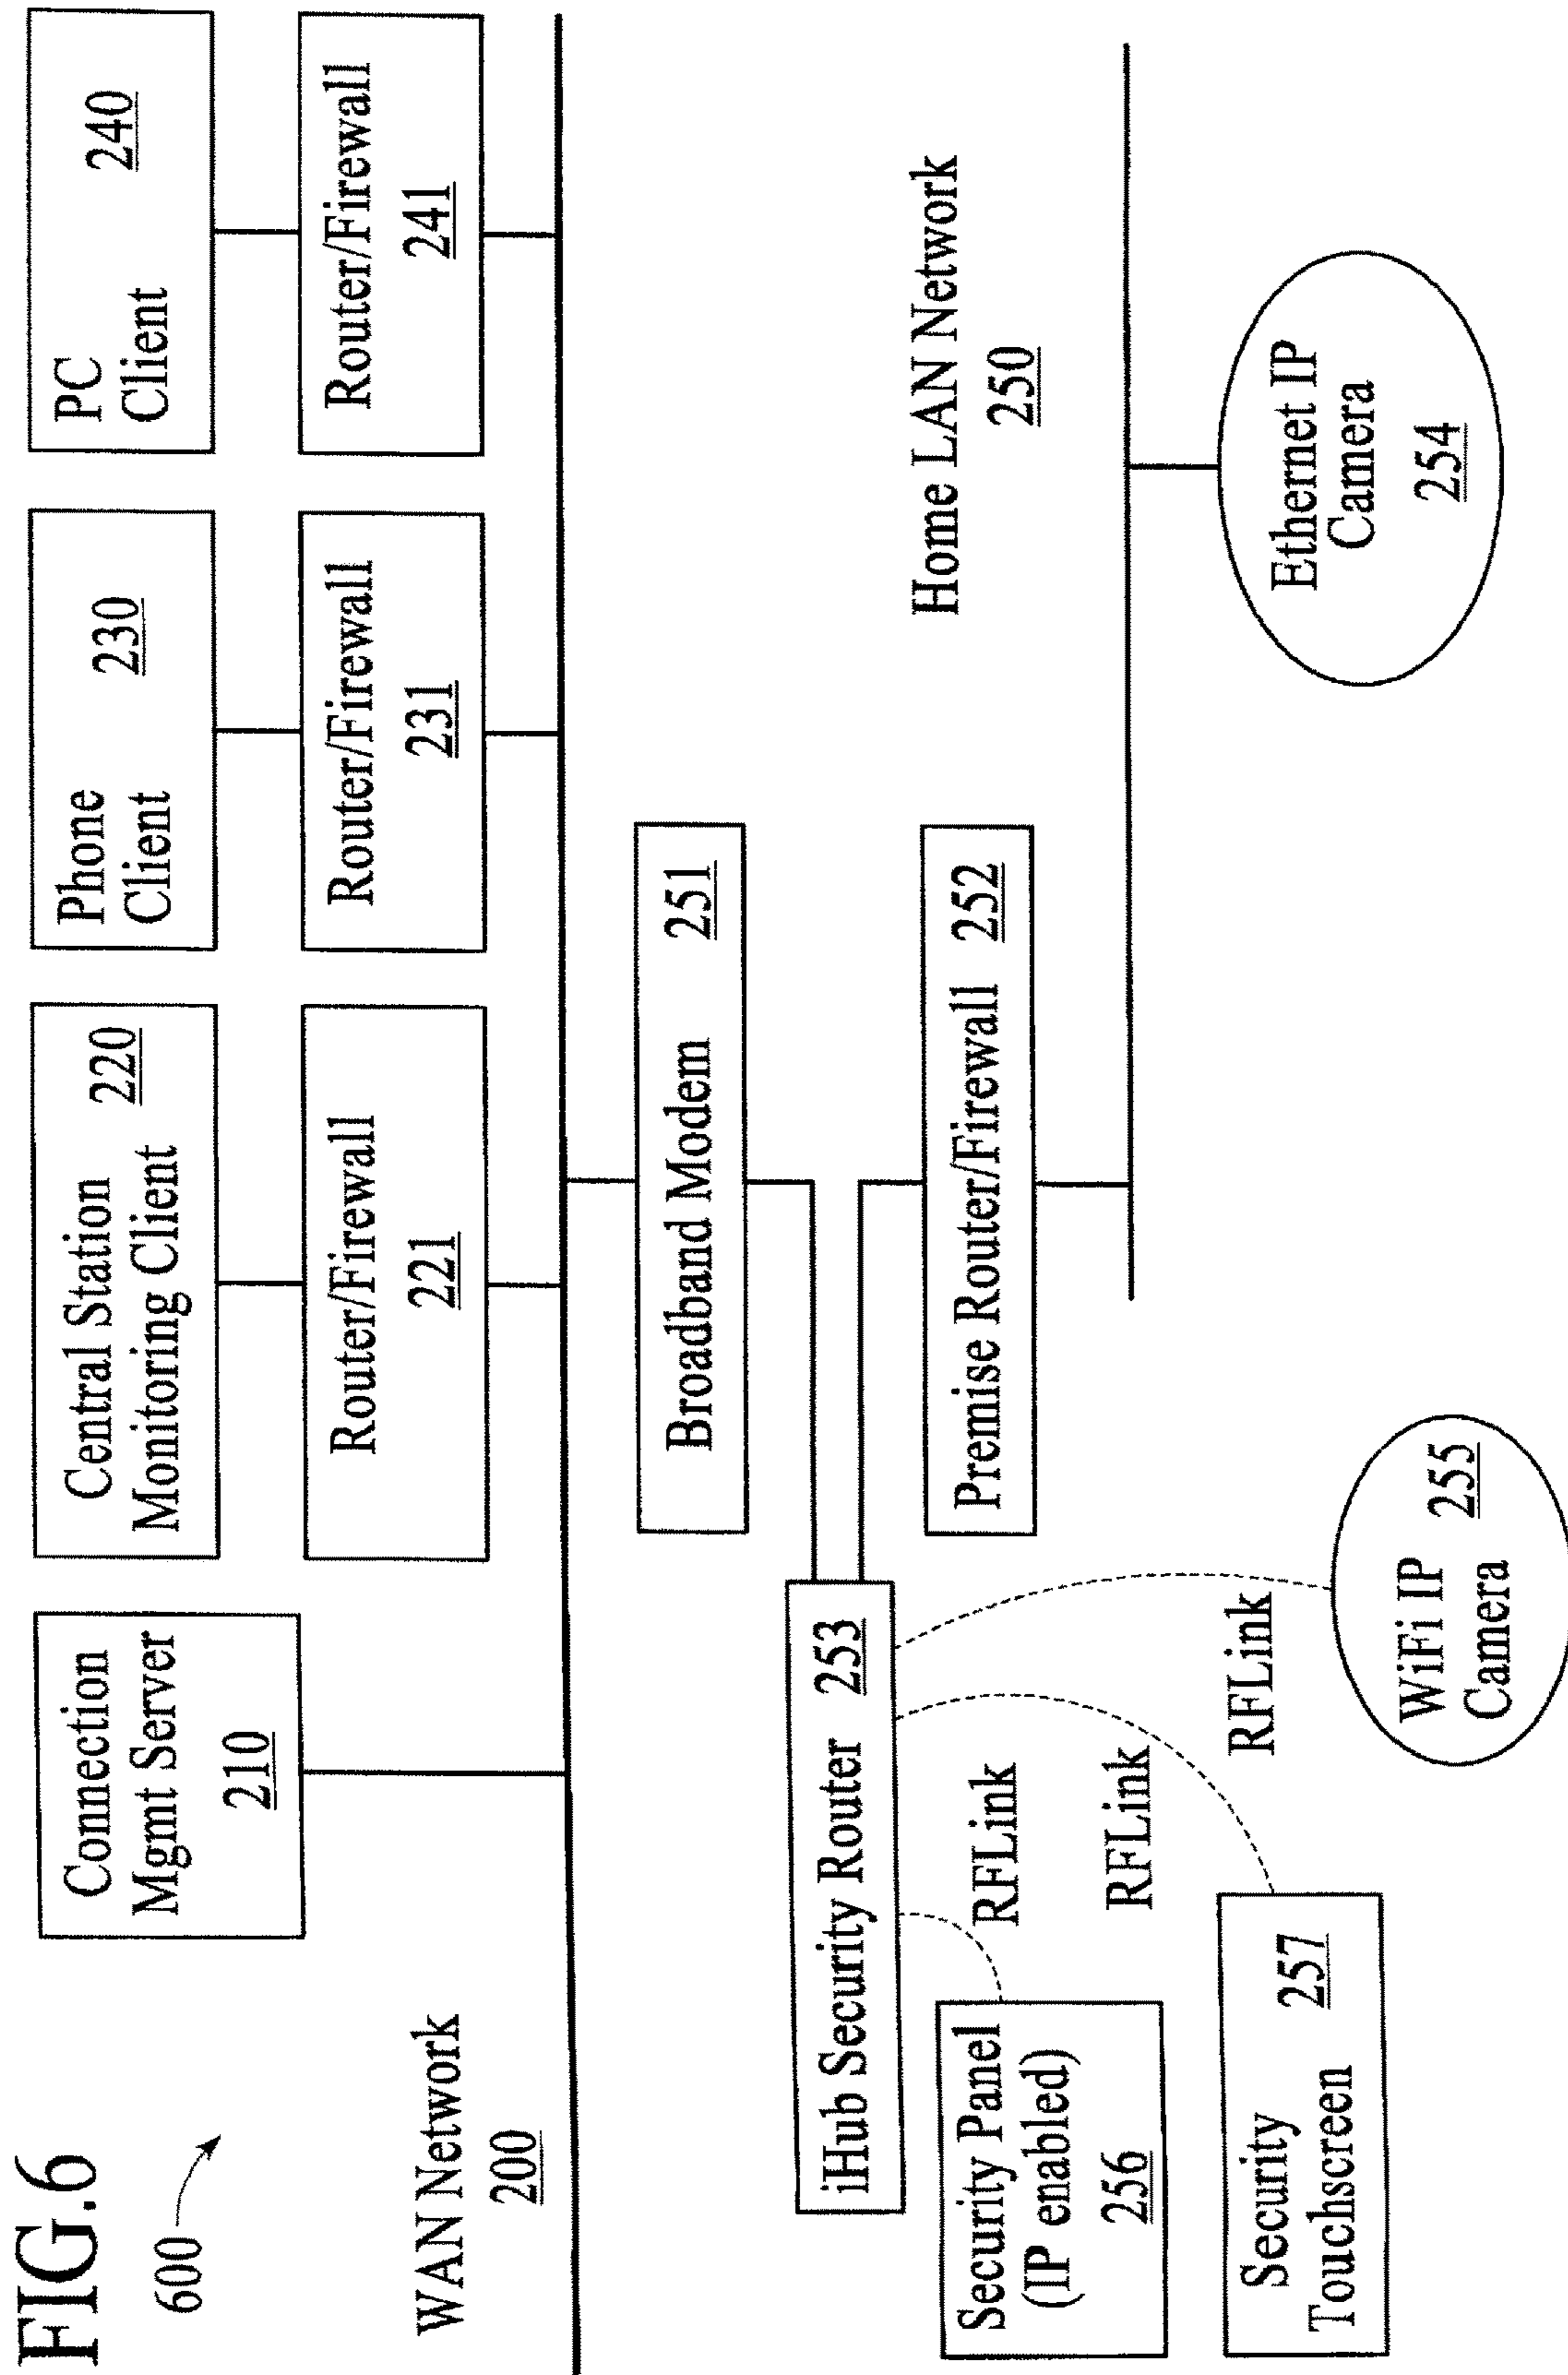 FIG.6
600
Connection
Mgmt Server
210
Central Station
Monitoring Client
220
Phone
Client
230
PC
Client
240
Router/Firewall
221
Router/Firewall
231
Router/Firewall
241
WAN Network
200
Broadband Modem 251
Home LAN Network
250
iHub Security Router 253
Premise Router/Firewall 252
RFLink
RFLink
RFLink
Security Panel
(IP enabled)
256
Security
Touchscreen
257
WiFi IP
Camera
255
Ethernet IP
Camera
254